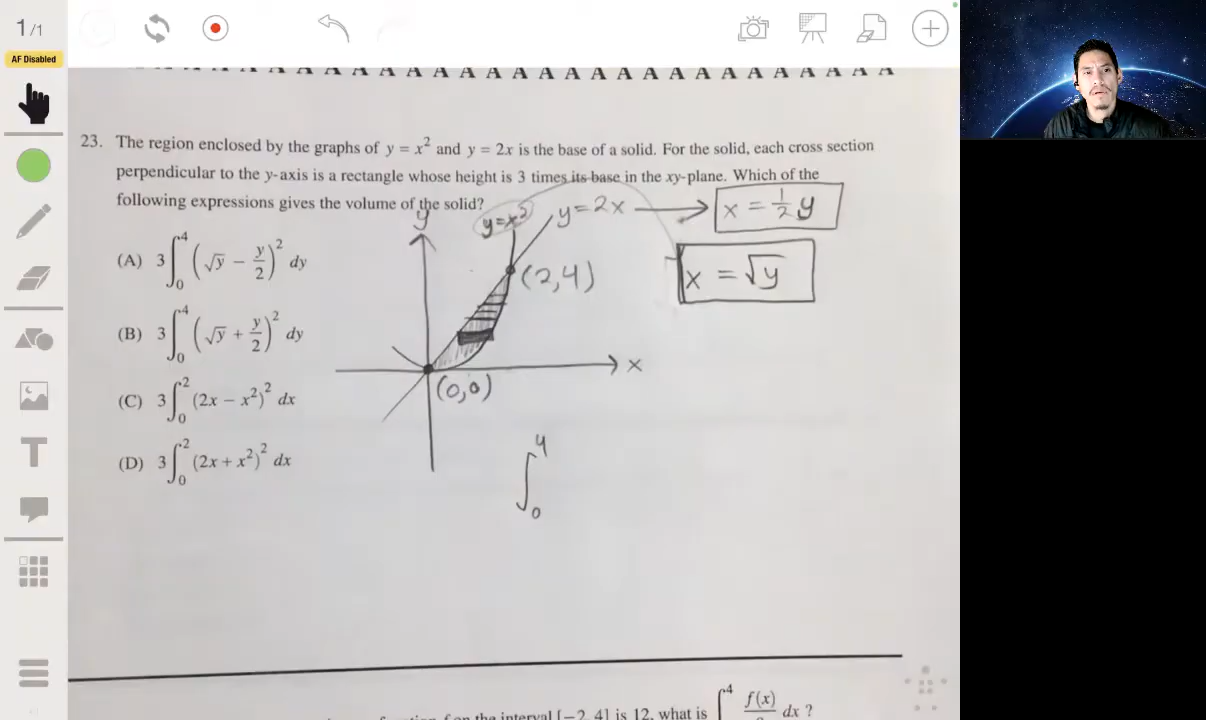 1/1
AF Disabled
A A A A A A A A A A A A A A A A A A A A
23. The region enclosed by the graphs of y = x² and y = 2x is the base of a solid. For the solid, each cross section
perpendicular to the y-axis is a rectangle whose height is 3 times its base in the xy-plane. Which of the
following expressions gives the volume of the solid?
y
y=x²
y=2x
x = 1/2 y
(A) 3∫₀⁴ (√y − y/2)² dy
(2,4)
x = √y
(B) 3∫₀⁴ (√y + y/2)² dy
x
(0,0)
(C) 3∫₀² (2x − x²)² dx
(D) 3∫₀² (2x + x²)² dx
∫₀⁴
T
the interval [−2, 4] is 12, what is ∫⁴ f(x) dx ?